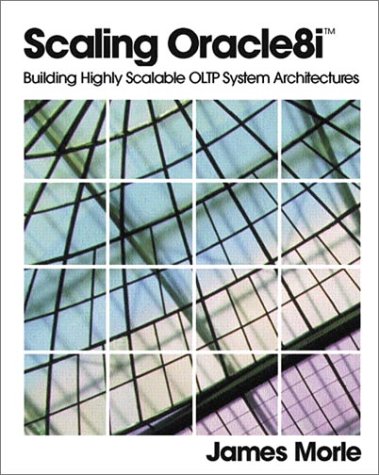 Scaling Oracle8i™
Building Highly Scalable OLTP System Architectures
James Morle